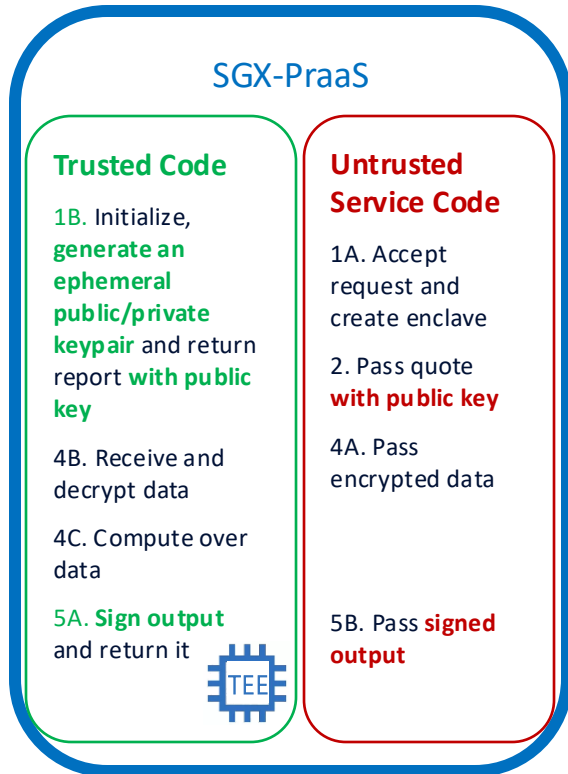 SGX-PraaS
Trusted Code
1B. Initialize,
generate an
ephemeral
public/private
keypair and return
report with public
key
4B. Receive and
decrypt data
4C. Compute over
data
5A. Sign output
and return it
TEE
Untrusted
Service Code
1A. Accept
request and
create enclave
2. Pass quote
with public key
4A. Pass
encrypted data
5B. Pass signed
output